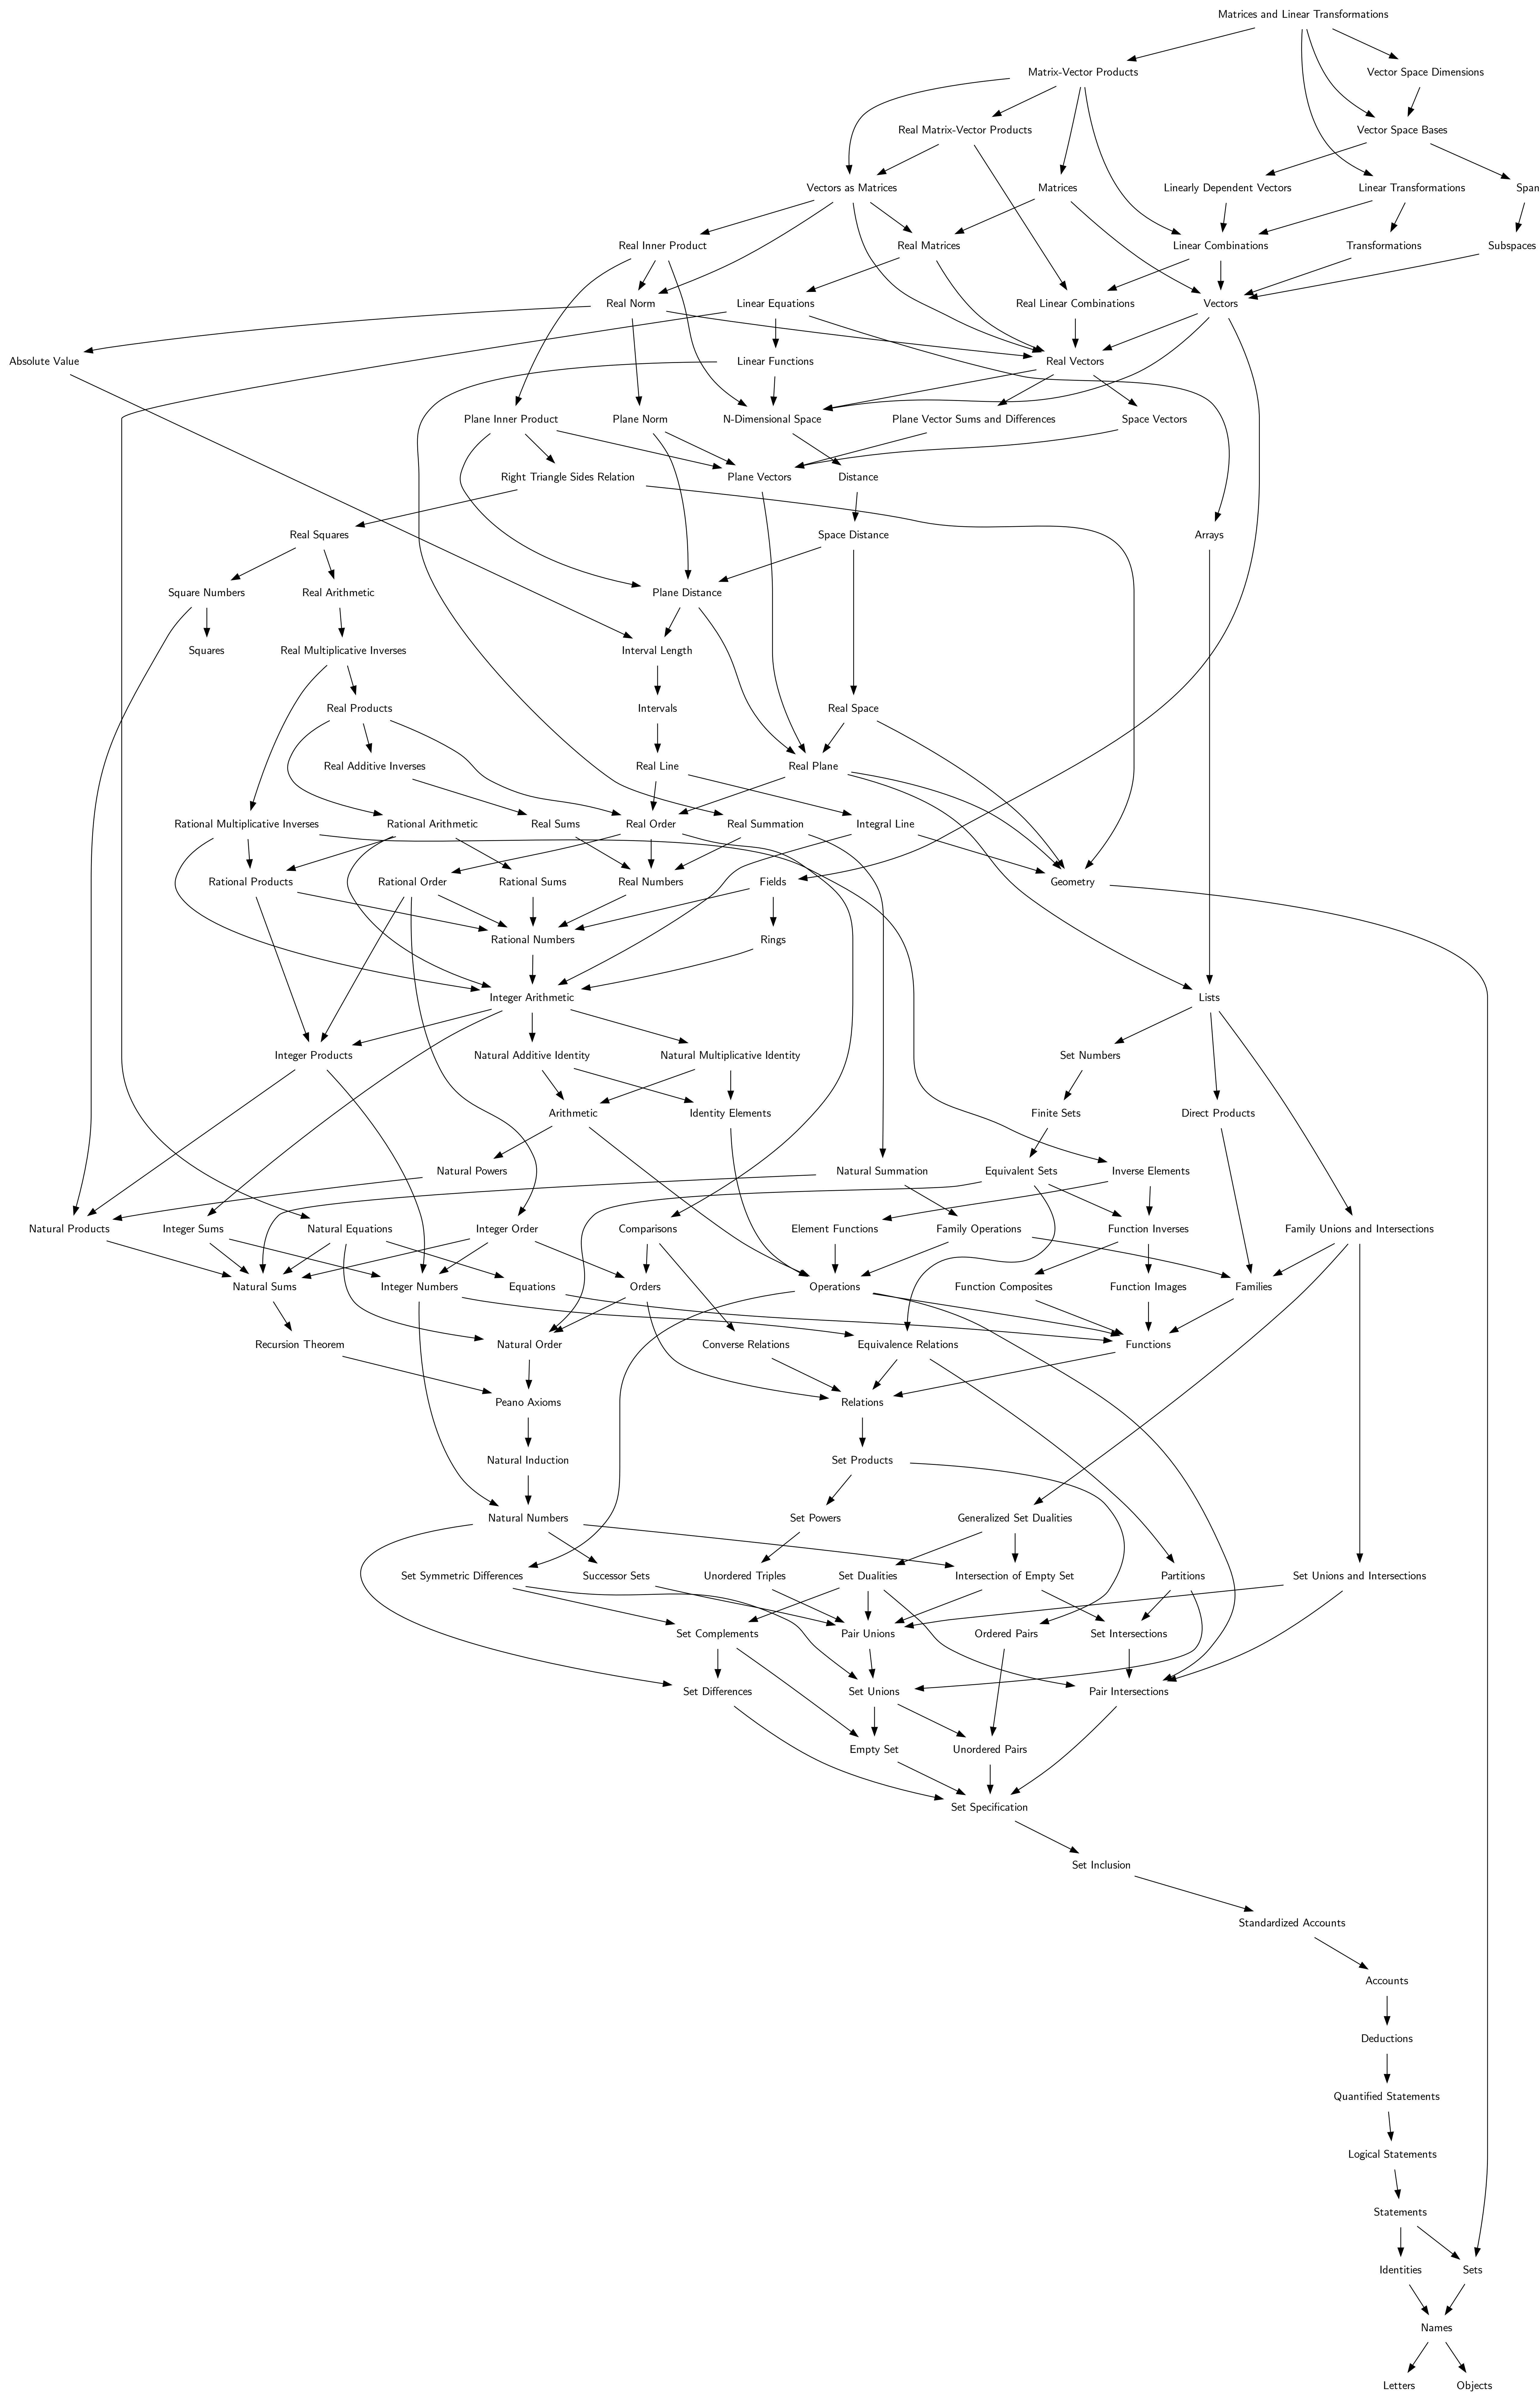 Matrices and Linear Transformations
Matrix-Vector Products
Vector Space Dimensions
Real Matrix-Vector Products
Vector Space Bases
Vectors as Matrices
Matrices
Linearly Dependent Vectors
Linear Transformations
Span
Real Inner Product
Real Matrices
Linear Combinations
Transformations
Subspaces
Real Norm
Linear Equations
Real Linear Combinations
Vectors
Absolute Value
Linear Functions
Real Vectors
Plane Inner Product
Plane Norm
N-Dimensional Space
Plane Vector Sums and Differences
Space Vectors
Right Triangle Sides Relation
Plane Vectors
Distance
Real Squares
Space Distance
Arrays
Square Numbers
Real Arithmetic
Plane Distance
Squares
Real Multiplicative Inverses
Interval Length
Real Products
Intervals
Real Space
Real Additive Inverses
Real Line
Real Plane
Rational Multiplicative Inverses
Rational Arithmetic
Real Sums
Real Order
Real Summation
Integral Line
Rational Products
Rational Order
Rational Sums
Real Numbers
Fields
Geometry
Rational Numbers
Rings
Integer Arithmetic
Lists
Integer Products
Natural Additive Identity
Natural Multiplicative Identity
Set Numbers
Arithmetic
Identity Elements
Finite Sets
Direct Products
Natural Powers
Natural Summation
Equivalent Sets
Inverse Elements
Natural Products
Integer Sums
Natural Equations
Integer Order
Comparisons
Element Functions
Family Operations
Function Inverses
Family Unions and Intersections
Natural Sums
Integer Numbers
Equations
Orders
Operations
Function Composites
Function Images
Families
Recursion Theorem
Natural Order
Converse Relations
Equivalence Relations
Functions
Peano Axioms
Relations
Natural Induction
Set Products
Natural Numbers
Set Powers
Generalized Set Dualities
Set Symmetric Differences
Successor Sets
Unordered Triples
Set Dualities
Intersection of Empty Set
Partitions
Set Unions and Intersections
Set Complements
Pair Unions
Ordered Pairs
Set Intersections
Set Differences
Set Unions
Pair Intersections
Empty Set
Unordered Pairs
Set Specification
Set Inclusion
Standardized Accounts
Accounts
Deductions
Quantified Statements
Logical Statements
Statements
Identities
Sets
Names
Letters
Objects